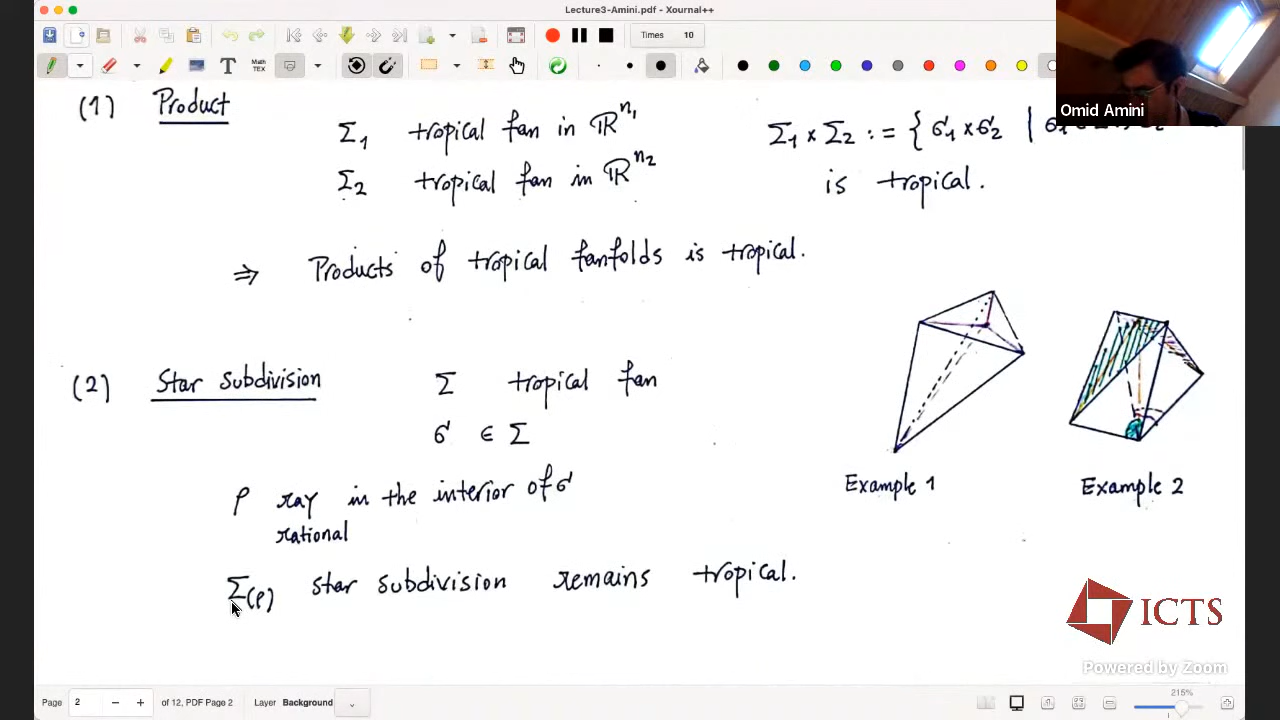 Lecture3-Amini.pdf - Xournal++
Times 10
T Math TEX
Omid Amini
(1) Product
Σ₁ tropical fan in ℝ^n₁
Σ₂ tropical fan in ℝ^n₂
Σ₁ × Σ₂ := { σ₁ × σ₂ |
is tropical.
⇒ Products of tropical fanfolds is tropical.
(2) Star Subdivision
Σ tropical fan
σ ∈ Σ
ρ ray in the interior of σ
rational
Σ(ρ) star subdivision remains tropical.
Example 1
Example 2
ICTS
Powered by Zoom
Page 2 of 12, PDF Page 2 Layer Background
215%